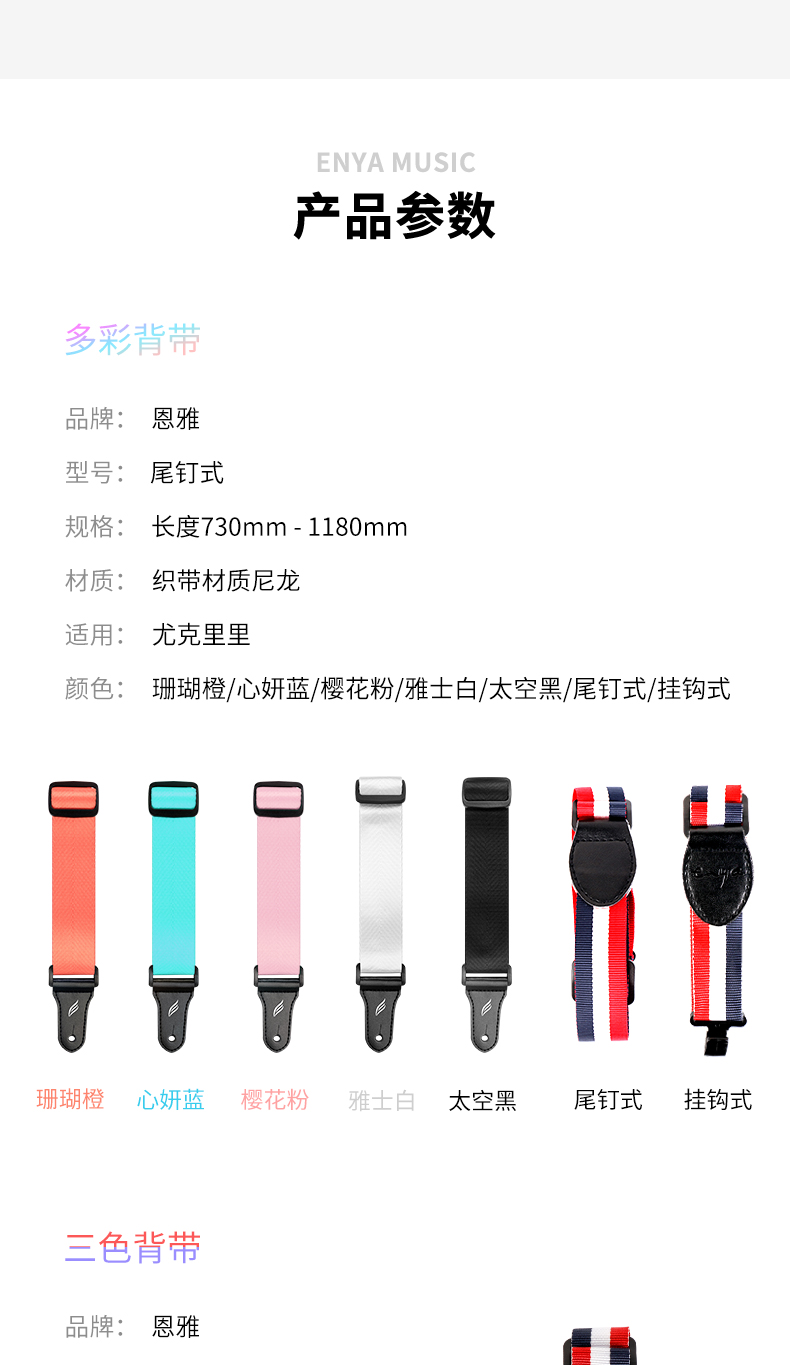 ENYA MUSIC
产品参数
多彩背带
品牌： 恩雅
型号： 尾钉式
规格： 长度730mm - 1180mm
材质： 织带材质尼龙
适用： 尤克里里
颜色： 珊瑚橙/心妍蓝/樱花粉/雅士白/太空黑/尾钉式/挂钩式
珊瑚橙 心妍蓝 樱花粉 雅士白 太空黑 尾钉式 挂钩式
三色背带
品牌： 恩雅